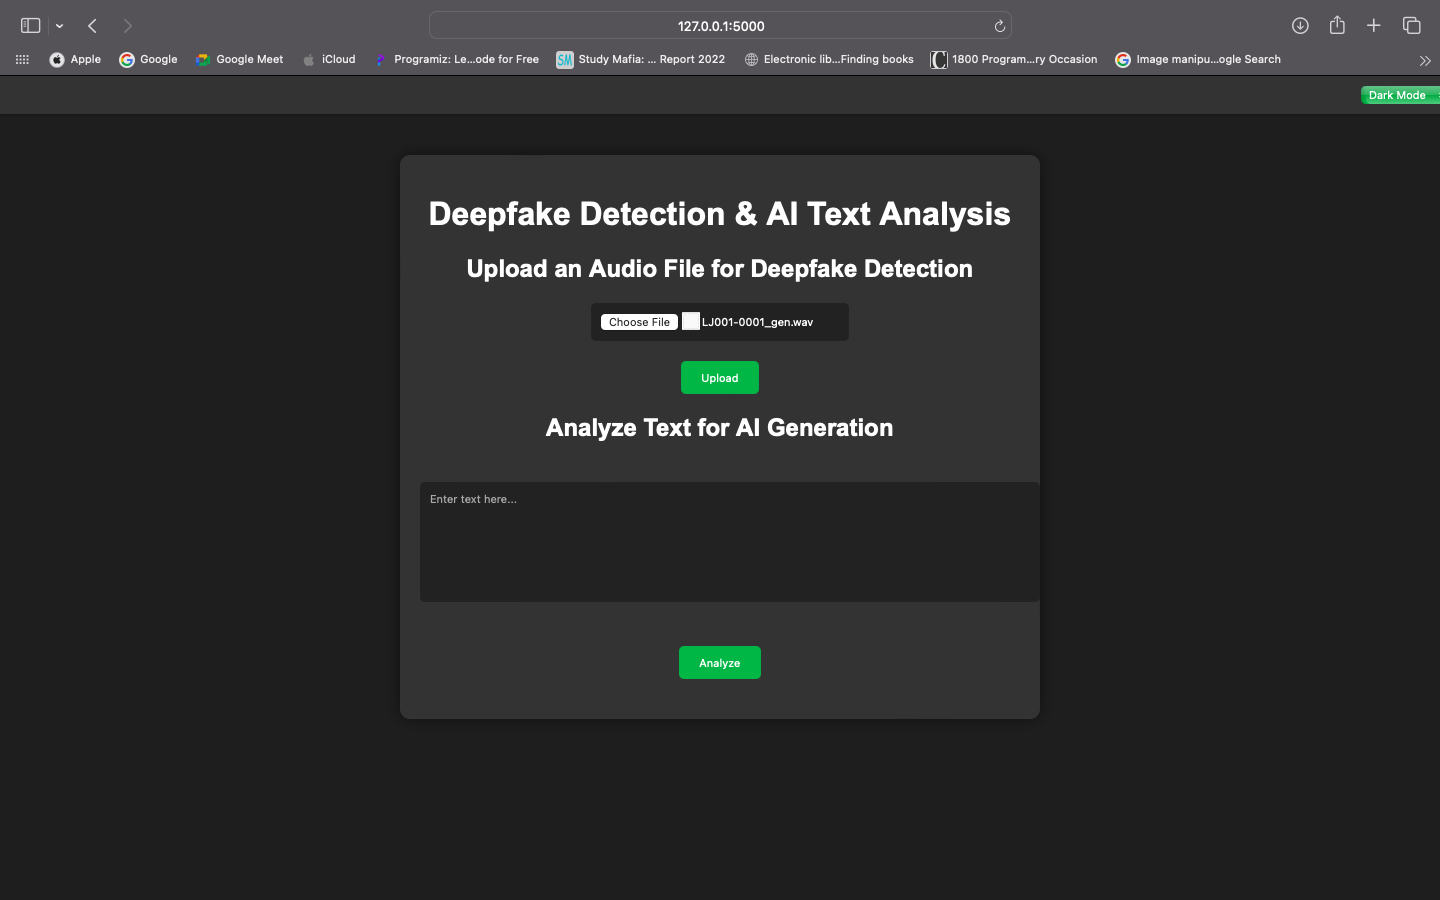 127.0.0.1:5000
Apple Google Google Meet iCloud Programiz: Le...ode for Free SM Study Mafia: ... Report 2022 Electronic lib...Finding books C 1800 Program...ry Occasion Image manipu...ogle Search
Dark Mode
Deepfake Detection & AI Text Analysis
Upload an Audio File for Deepfake Detection
Choose File LJ001-0001_gen.wav
Upload
Analyze Text for AI Generation
Enter text here...
Analyze